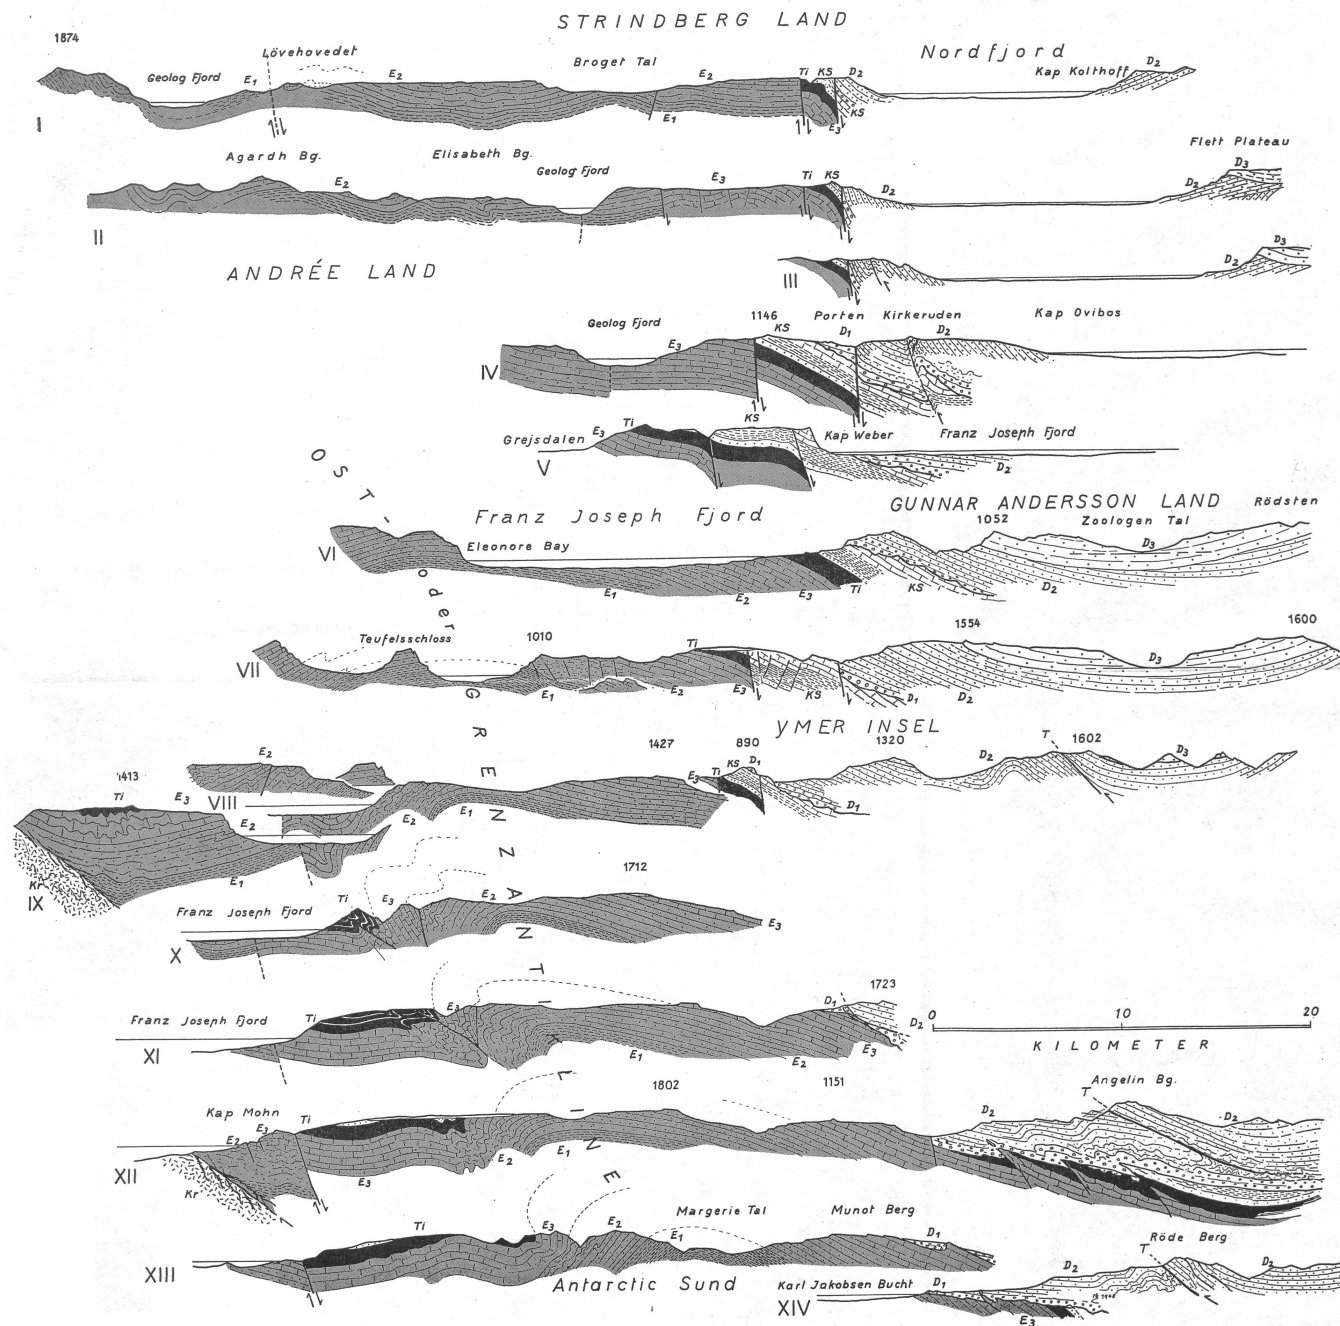 STRINDBERG LAND
1874
Geolog Fjord E1 Lövehovedet E2 Broget Tal E2 Ti KS D2 Nordfjord Kap Kolthoff D2
I
E1 E3 KS
Agardh Bg. E2 Elisabeth Bg. Geolog Fjord E3 Ti KS D2 Flett Plateau D2 D3
II
ANDRÉE LAND
III D2 D3
Geolog Fjord E3 1146 KS Porten D1 Kirkeruden D2 Kap Ovibos
IV
KS
Grejsdalen E3 Ti Kap Weber Franz Joseph Fjord
V D2
OST-oder GRENZANTIKLINE
Franz Joseph Fjord GUNNAR ANDERSSON LAND Rödsten
1052 Zoologen Tal
VI Eleonore Bay D3
E1 E2 E3 Ti KS D2
Teufelsschloss 1010 Ti 1554 1600
VII D3
E1 E2 E3 KS D1 D2
YMER INSEL
1413 E2 1427 890 1320 1602
Ti E3 VIII E3 Ti KS D1 D2 T D3
E2 E2 E1 D1
Kr E1
IX
Franz Joseph Fjord Ti E3 E2 1712
X E3
Franz Joseph Fjord Ti E3 D1 1723
XI E1 E2 E3 D2
0 10 20
KILOMETER
Kap Mohn 1802 1151 Angelin Bg.
E2 E3 Ti D2 T D2
XII Kr E3 E2 E1
Ti E3 E2 E1 Margerie Tal Munot Berg D1
XIII
Antarctic Sund
Karl Jakobsen Bucht D1 D2 T Röde Berg D2
XIV E3